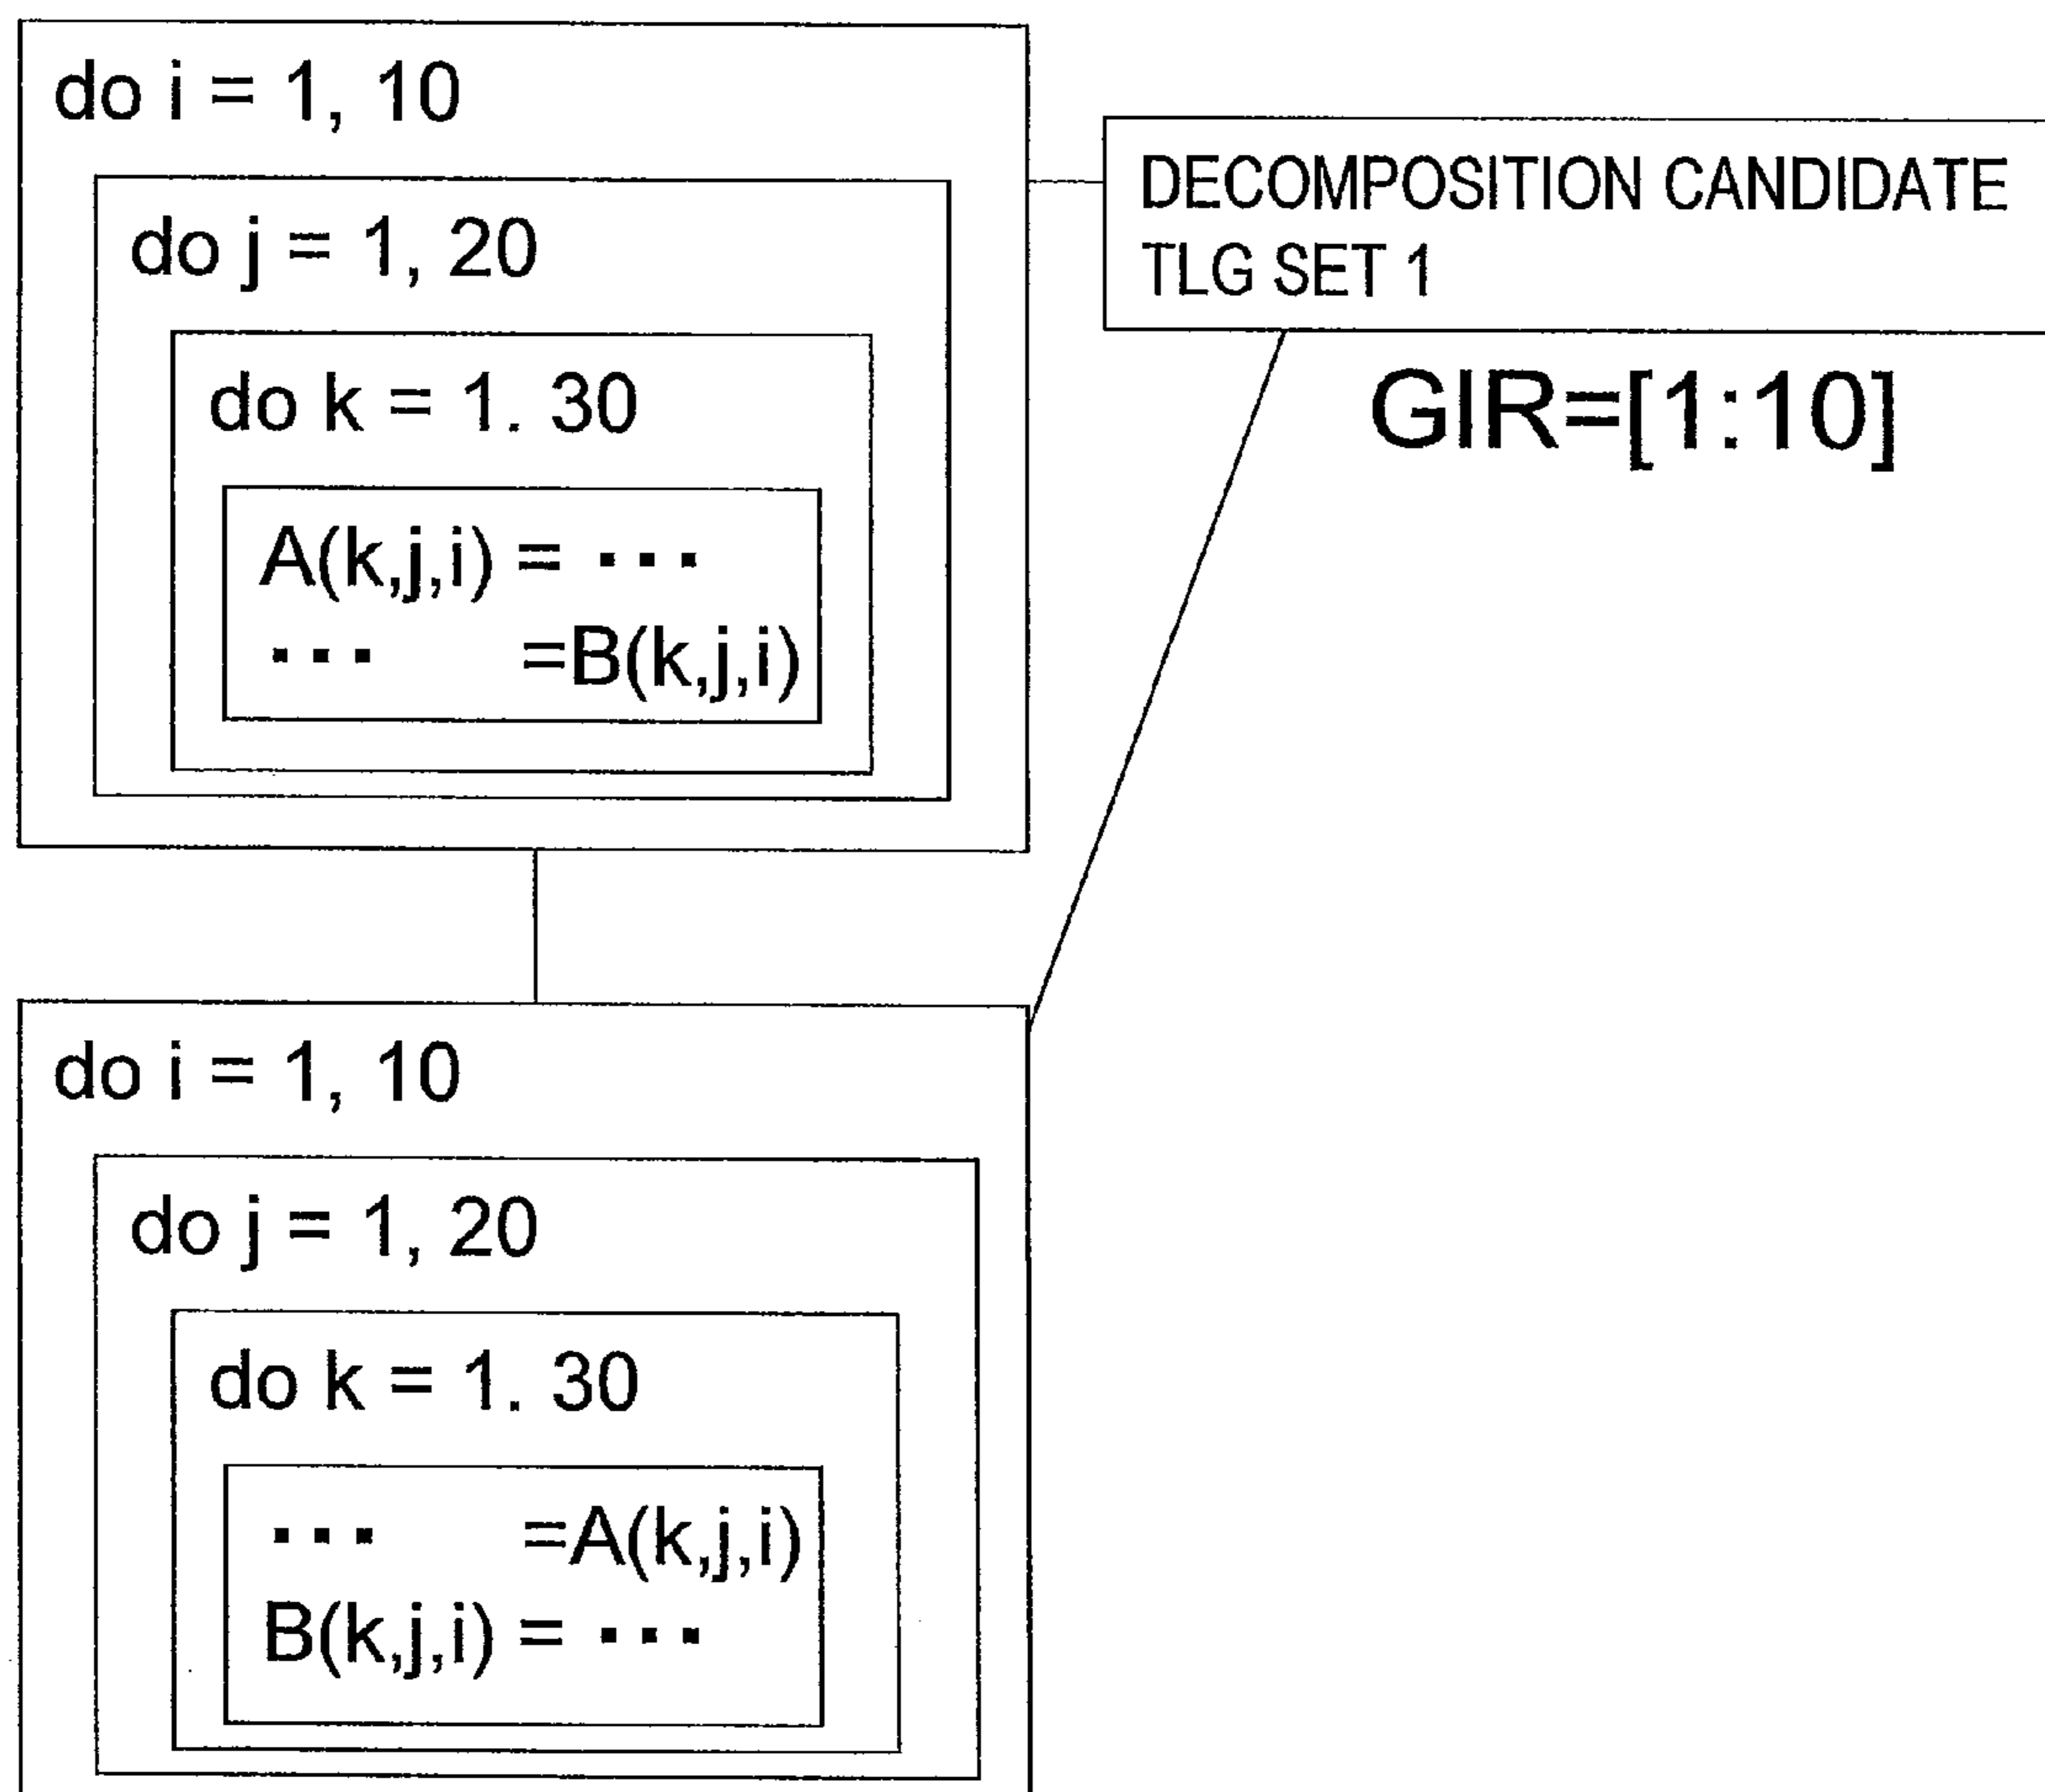 do i = 1, 10
do j = 1, 20
do k = 1. 30
A(k,j,i) = ▪▪▪
▪▪▪ =B(k,j,i)
DECOMPOSITION CANDIDATE
TLG SET 1
GIR=[1:10]
do i = 1, 10
do j = 1, 20
do k = 1. 30
▪▪▪ =A(k,j,i)
B(k,j,i) = ▪▪▪